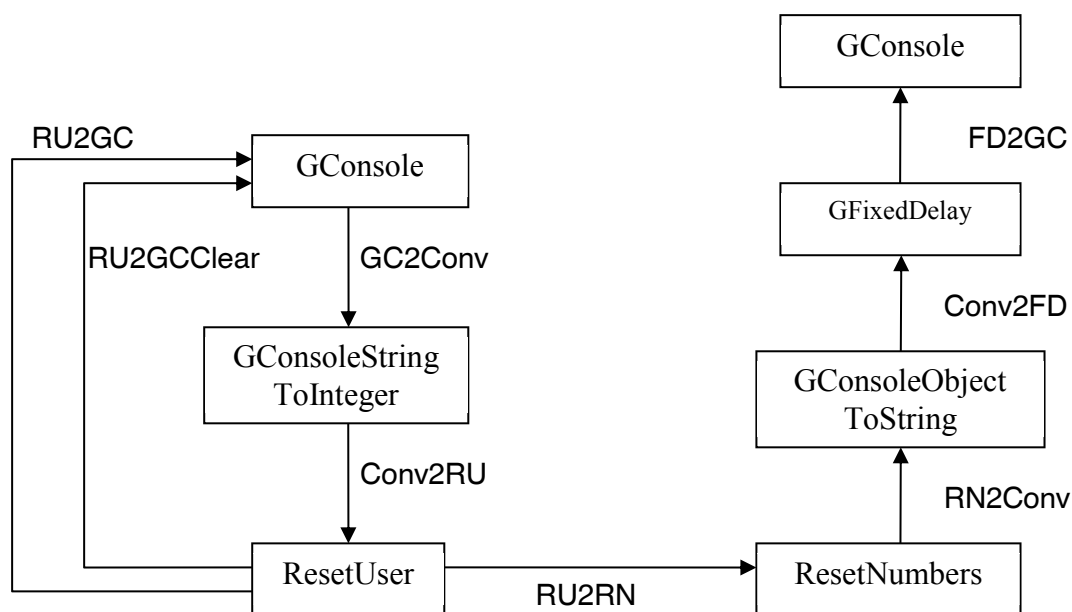 GConsole
RU2GC
FD2GC
GConsole
GFixedDelay
RU2GCClear
GC2Conv
Conv2FD
GConsoleString
ToInteger
GConsoleObject
ToString
Conv2RU
RN2Conv
ResetUser
RU2RN
ResetNumbers